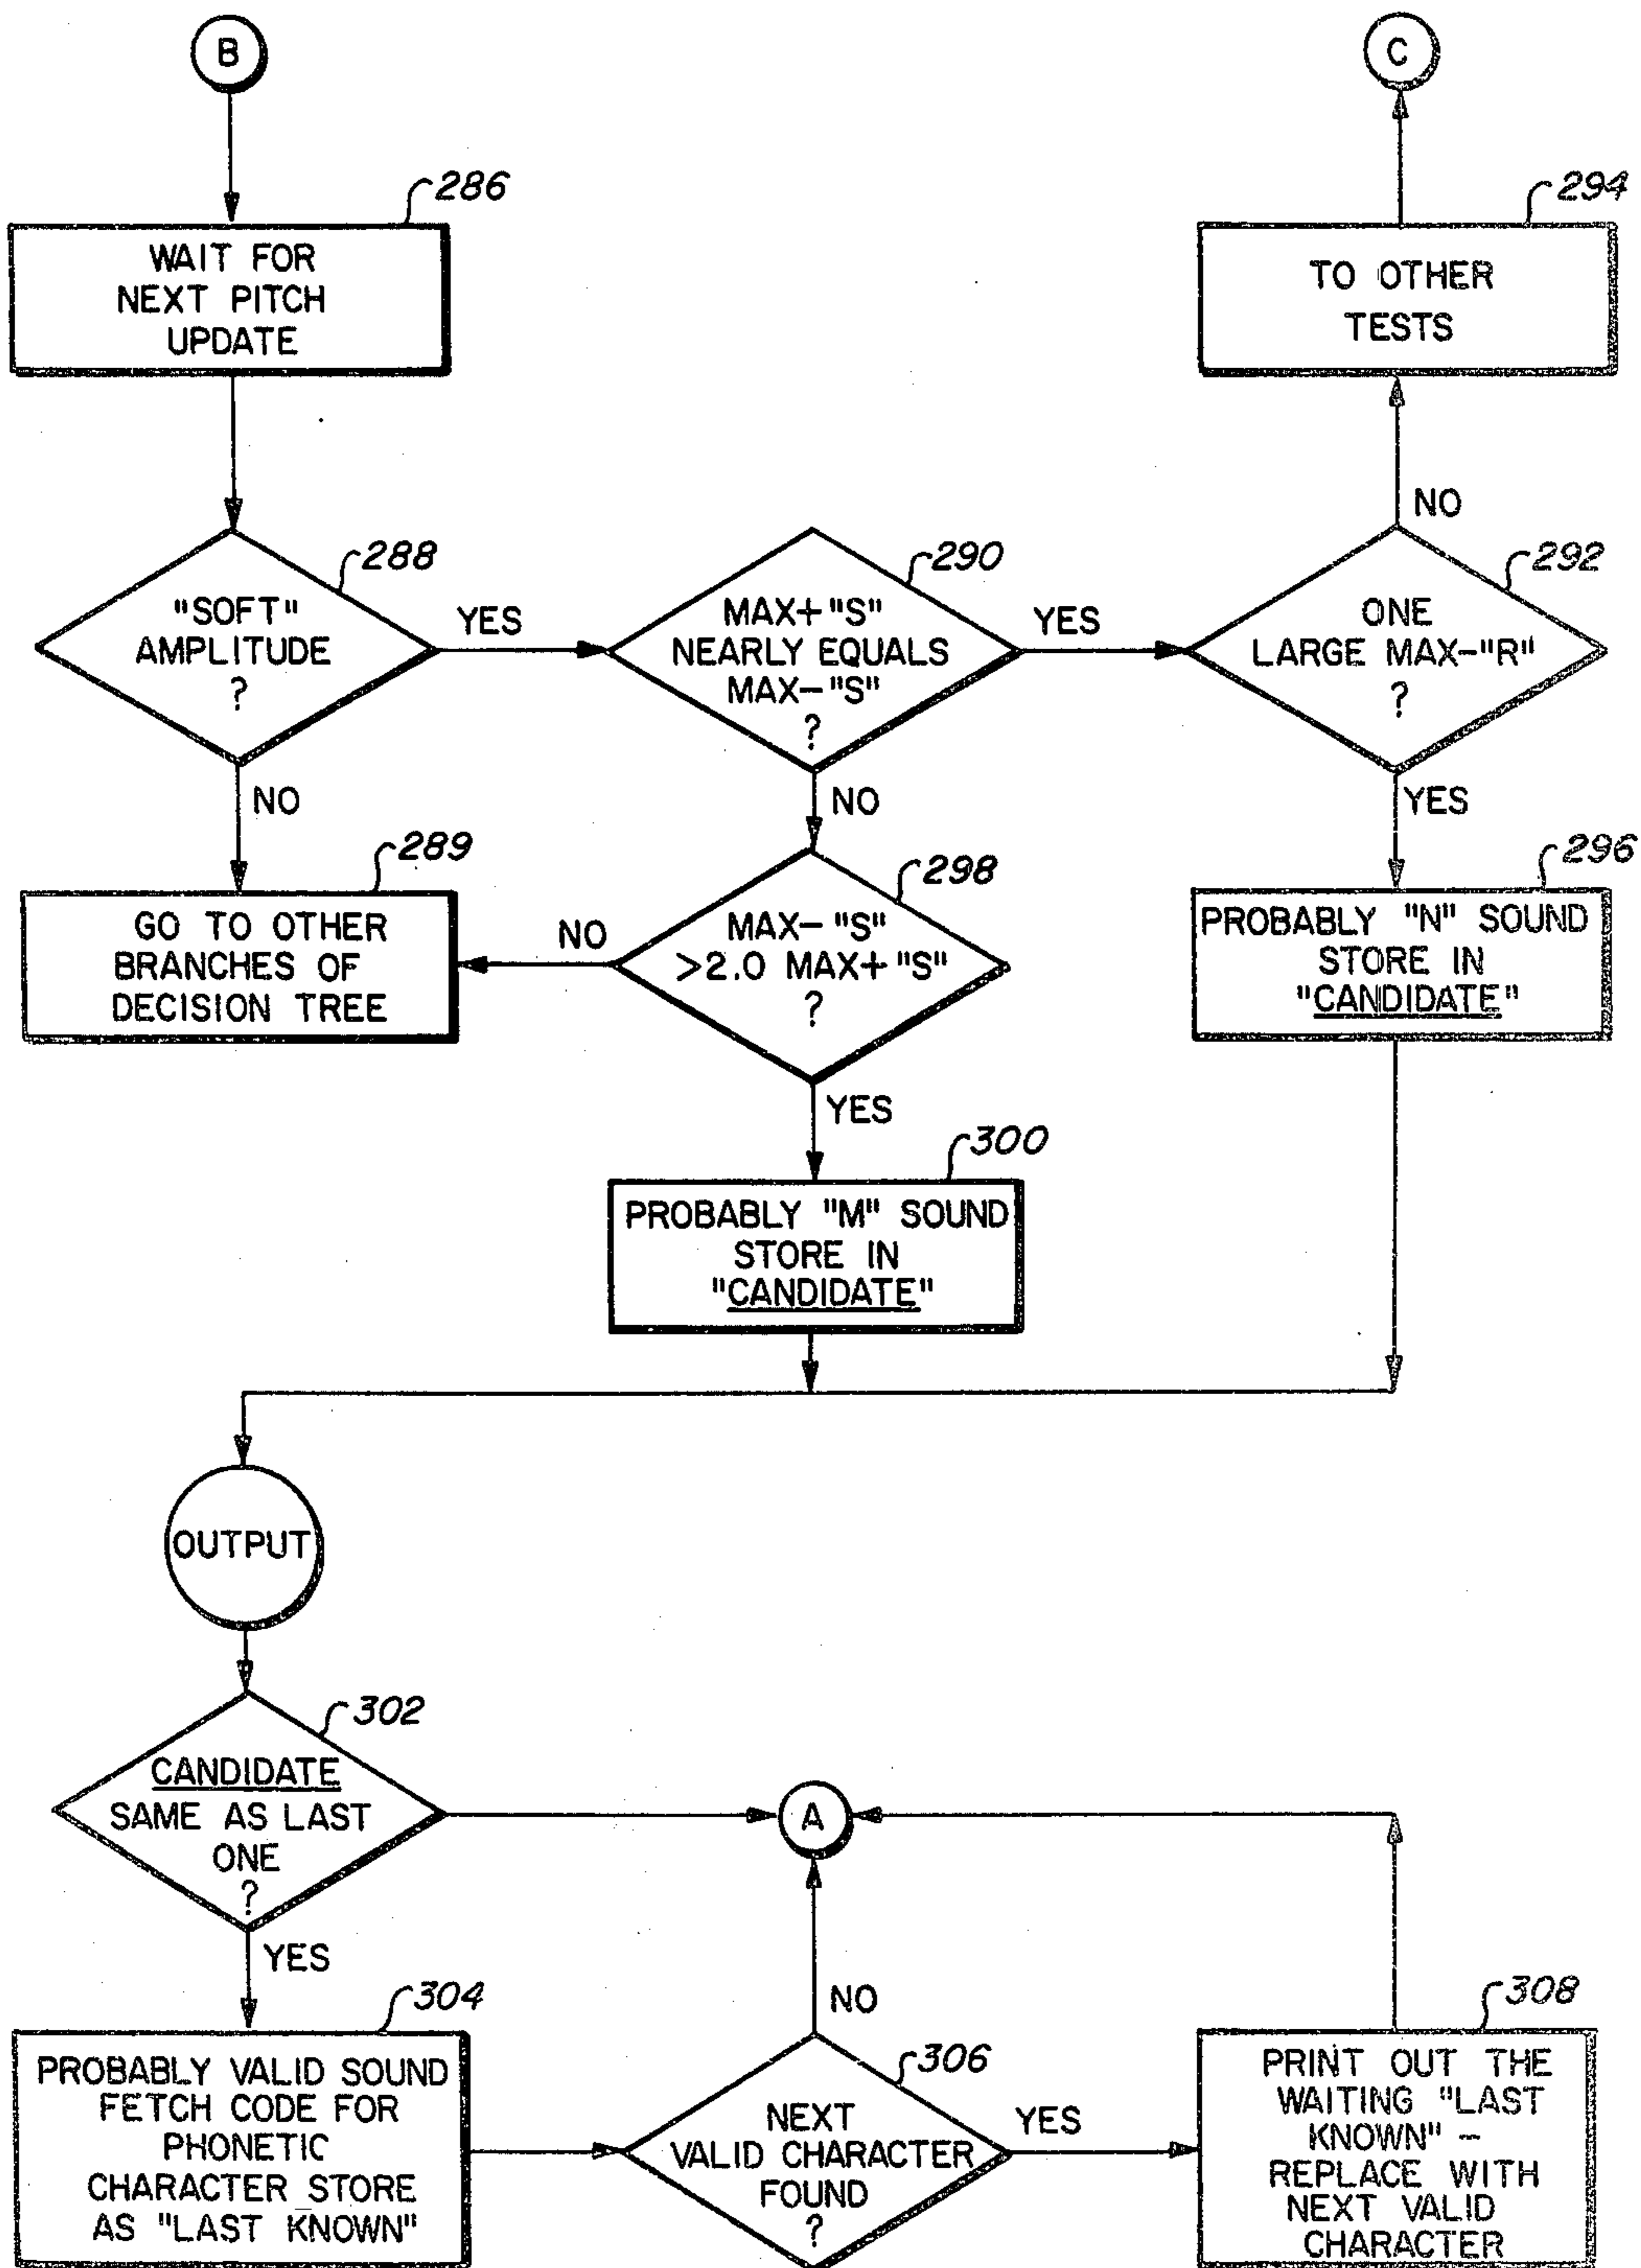 B
C
286
WAIT FOR
NEXT PITCH
UPDATE
294
TO OTHER
TESTS
288
"SOFT"
AMPLITUDE
?
YES
NO
290
MAX+"S"
NEARLY EQUALS
MAX-"S"
?
YES
NO
292
ONE
LARGE MAX-"R"
?
NO
YES
289
GO TO OTHER
BRANCHES OF
DECISION TREE
298
MAX-"S"
>2.0 MAX+"S"
?
NO
YES
296
PROBABLY "N" SOUND
STORE IN
"CANDIDATE"
300
PROBABLY "M" SOUND
STORE IN
"CANDIDATE"
OUTPUT
302
CANDIDATE
SAME AS LAST
ONE
?
YES
A
304
PROBABLY VALID SOUND
FETCH CODE FOR
PHONETIC
CHARACTER STORE
AS "LAST KNOWN"
306
NEXT
VALID CHARACTER
FOUND
?
NO
YES
308
PRINT OUT THE
WAITING "LAST
KNOWN" -
REPLACE WITH
NEXT VALID
CHARACTER